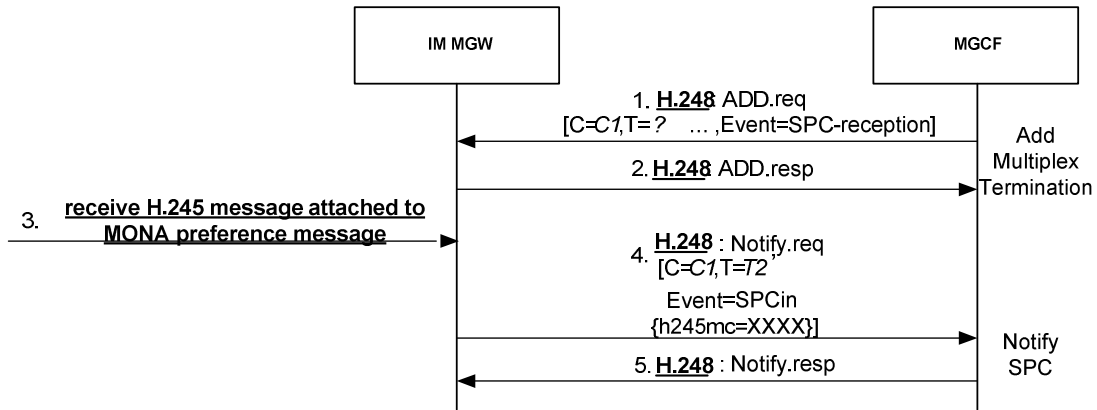 IM MGW
MGCF
1. H.248: ADD.req
[C=C1,T=? ... ,Event=SPC-reception]
Add
Multiplex
Termination
2. H.248: ADD.resp
3. receive H.245 message attached to
MONA preference message
4. H.248 : Notify.req
[C=C1,T=T2,
Event=SPCin
{h245mc=XXXX}]
Notify
SPC
5. H.248 : Notify.resp